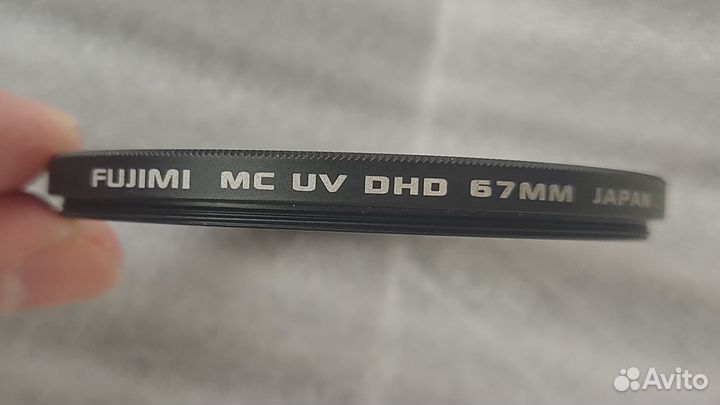 FUJIMI MC UV DHD 67MM JAPAN
Avito